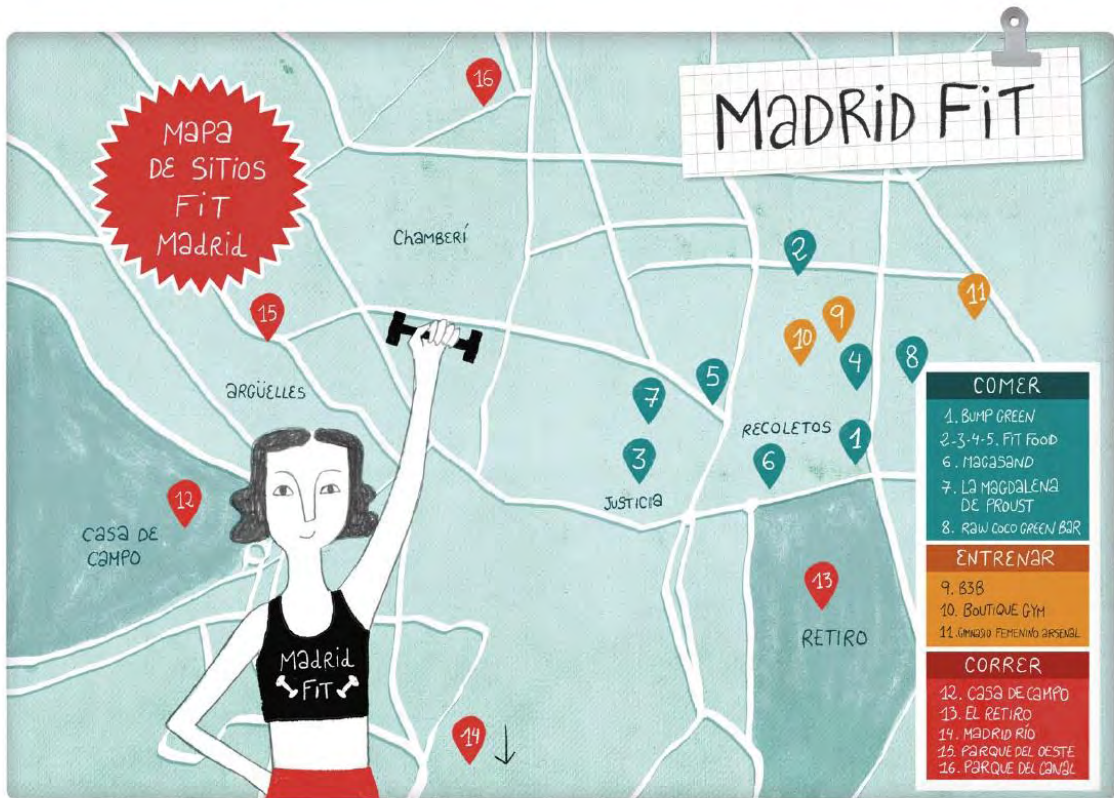 MADRID FIT
MAPA
DE SITIOS
FIT
MADRID
16
CHAMBERÍ
2
11
15
9
10
4
8
5
7
ARGÜELLES
RECOLETOS
1
3
6
JUSTICIA
12
CASA DE
CAMPO
13
RETIRO
MADRID
FIT
14
COMER
1. BUMP GREEN
2-3-4-5. FIT FOOD
6. MAGASAND
7. LA MAGDALENA
DE PROUST
8. RAW COCO GREEN BAR
ENTRENAR
9. B3B
10. BOUTIQUE GYM
11. GIMNASIO FEMENINO ARSENAL
CORRER
12. CASA DE CAMPO
13. EL RETIRO
14. MADRID RÍO
15. PARQUE DEL OESTE
16. PARQUE DEL CANAL